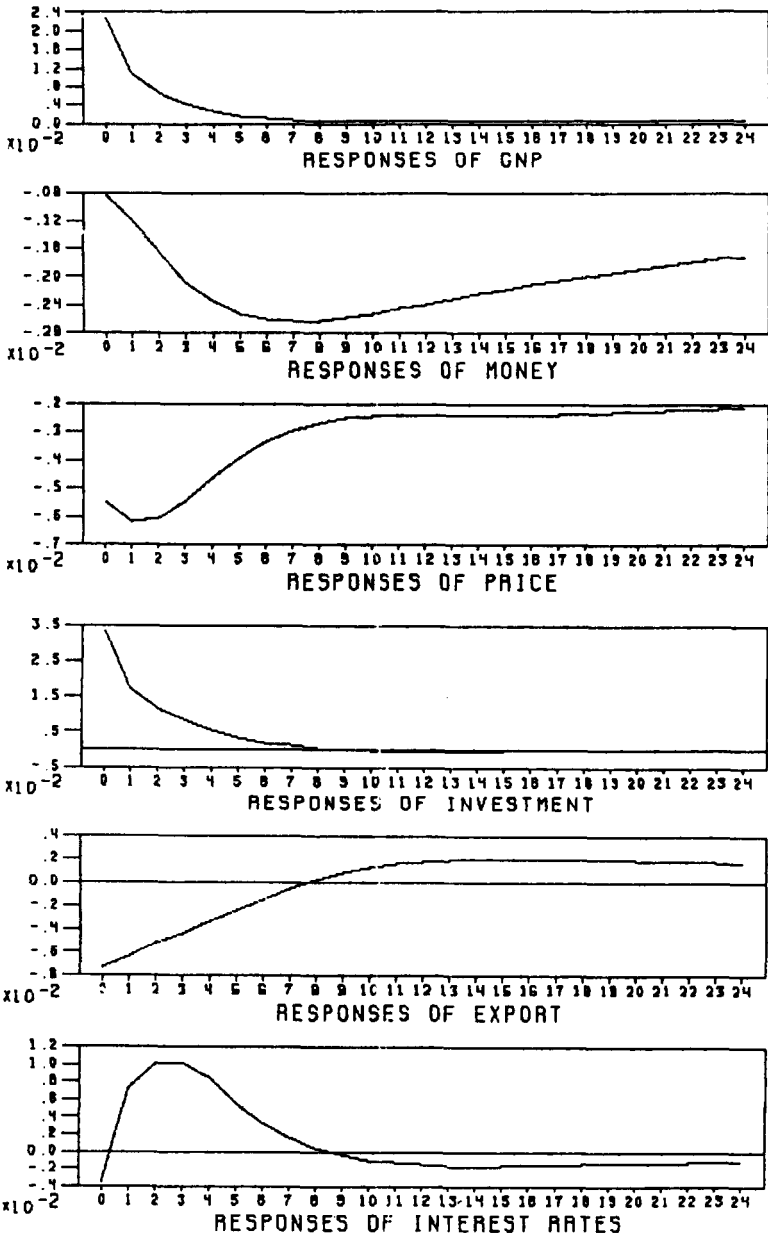 2.4
2.0
1.6
1.2
.8
.4
0.0
x10-2
0 1 2 3 4 5 6 7 8 9 10 11 12 13 14 15 16 17 18 19 20 21 22 23 24
RESPONSES OF GNP
-.08
-.12
-.16
-.20
-.24
-.28
x10-2
0 1 2 3 4 5 6 7 8 9 10 11 12 13 14 15 16 17 18 19 20 21 22 23 24
RESPONSES OF MONEY
-.2
-.3
-.4
-.5
-.6
-.7
x10-2
0 1 2 3 4 5 6 7 8 9 10 11 12 13 14 15 16 17 18 19 20 21 22 23 24
RESPONSES OF PRICE
3.5
2.5
1.5
.5
-.5
x10-2
0 1 2 3 4 5 6 7 8 9 10 11 12 13 14 15 16 17 18 19 20 21 22 23 24
RESPONSES OF INVESTMENT
.4
.2
0.0
-.2
-.4
-.6
-.8
x10-2
1 2 3 4 5 6 7 8 9 10 11 12 13 14 15 16 17 18 19 20 21 22 23 24
RESPONSES OF EXPORT
1.2
1.0
.8
.6
.4
.2
0.0
-.2
-.4
x10-2
0 1 2 3 4 5 6 7 8 9 10 11 12 13 14 15 16 17 18 19 20 21 22 23 24
RESPONSES OF INTEREST RATES